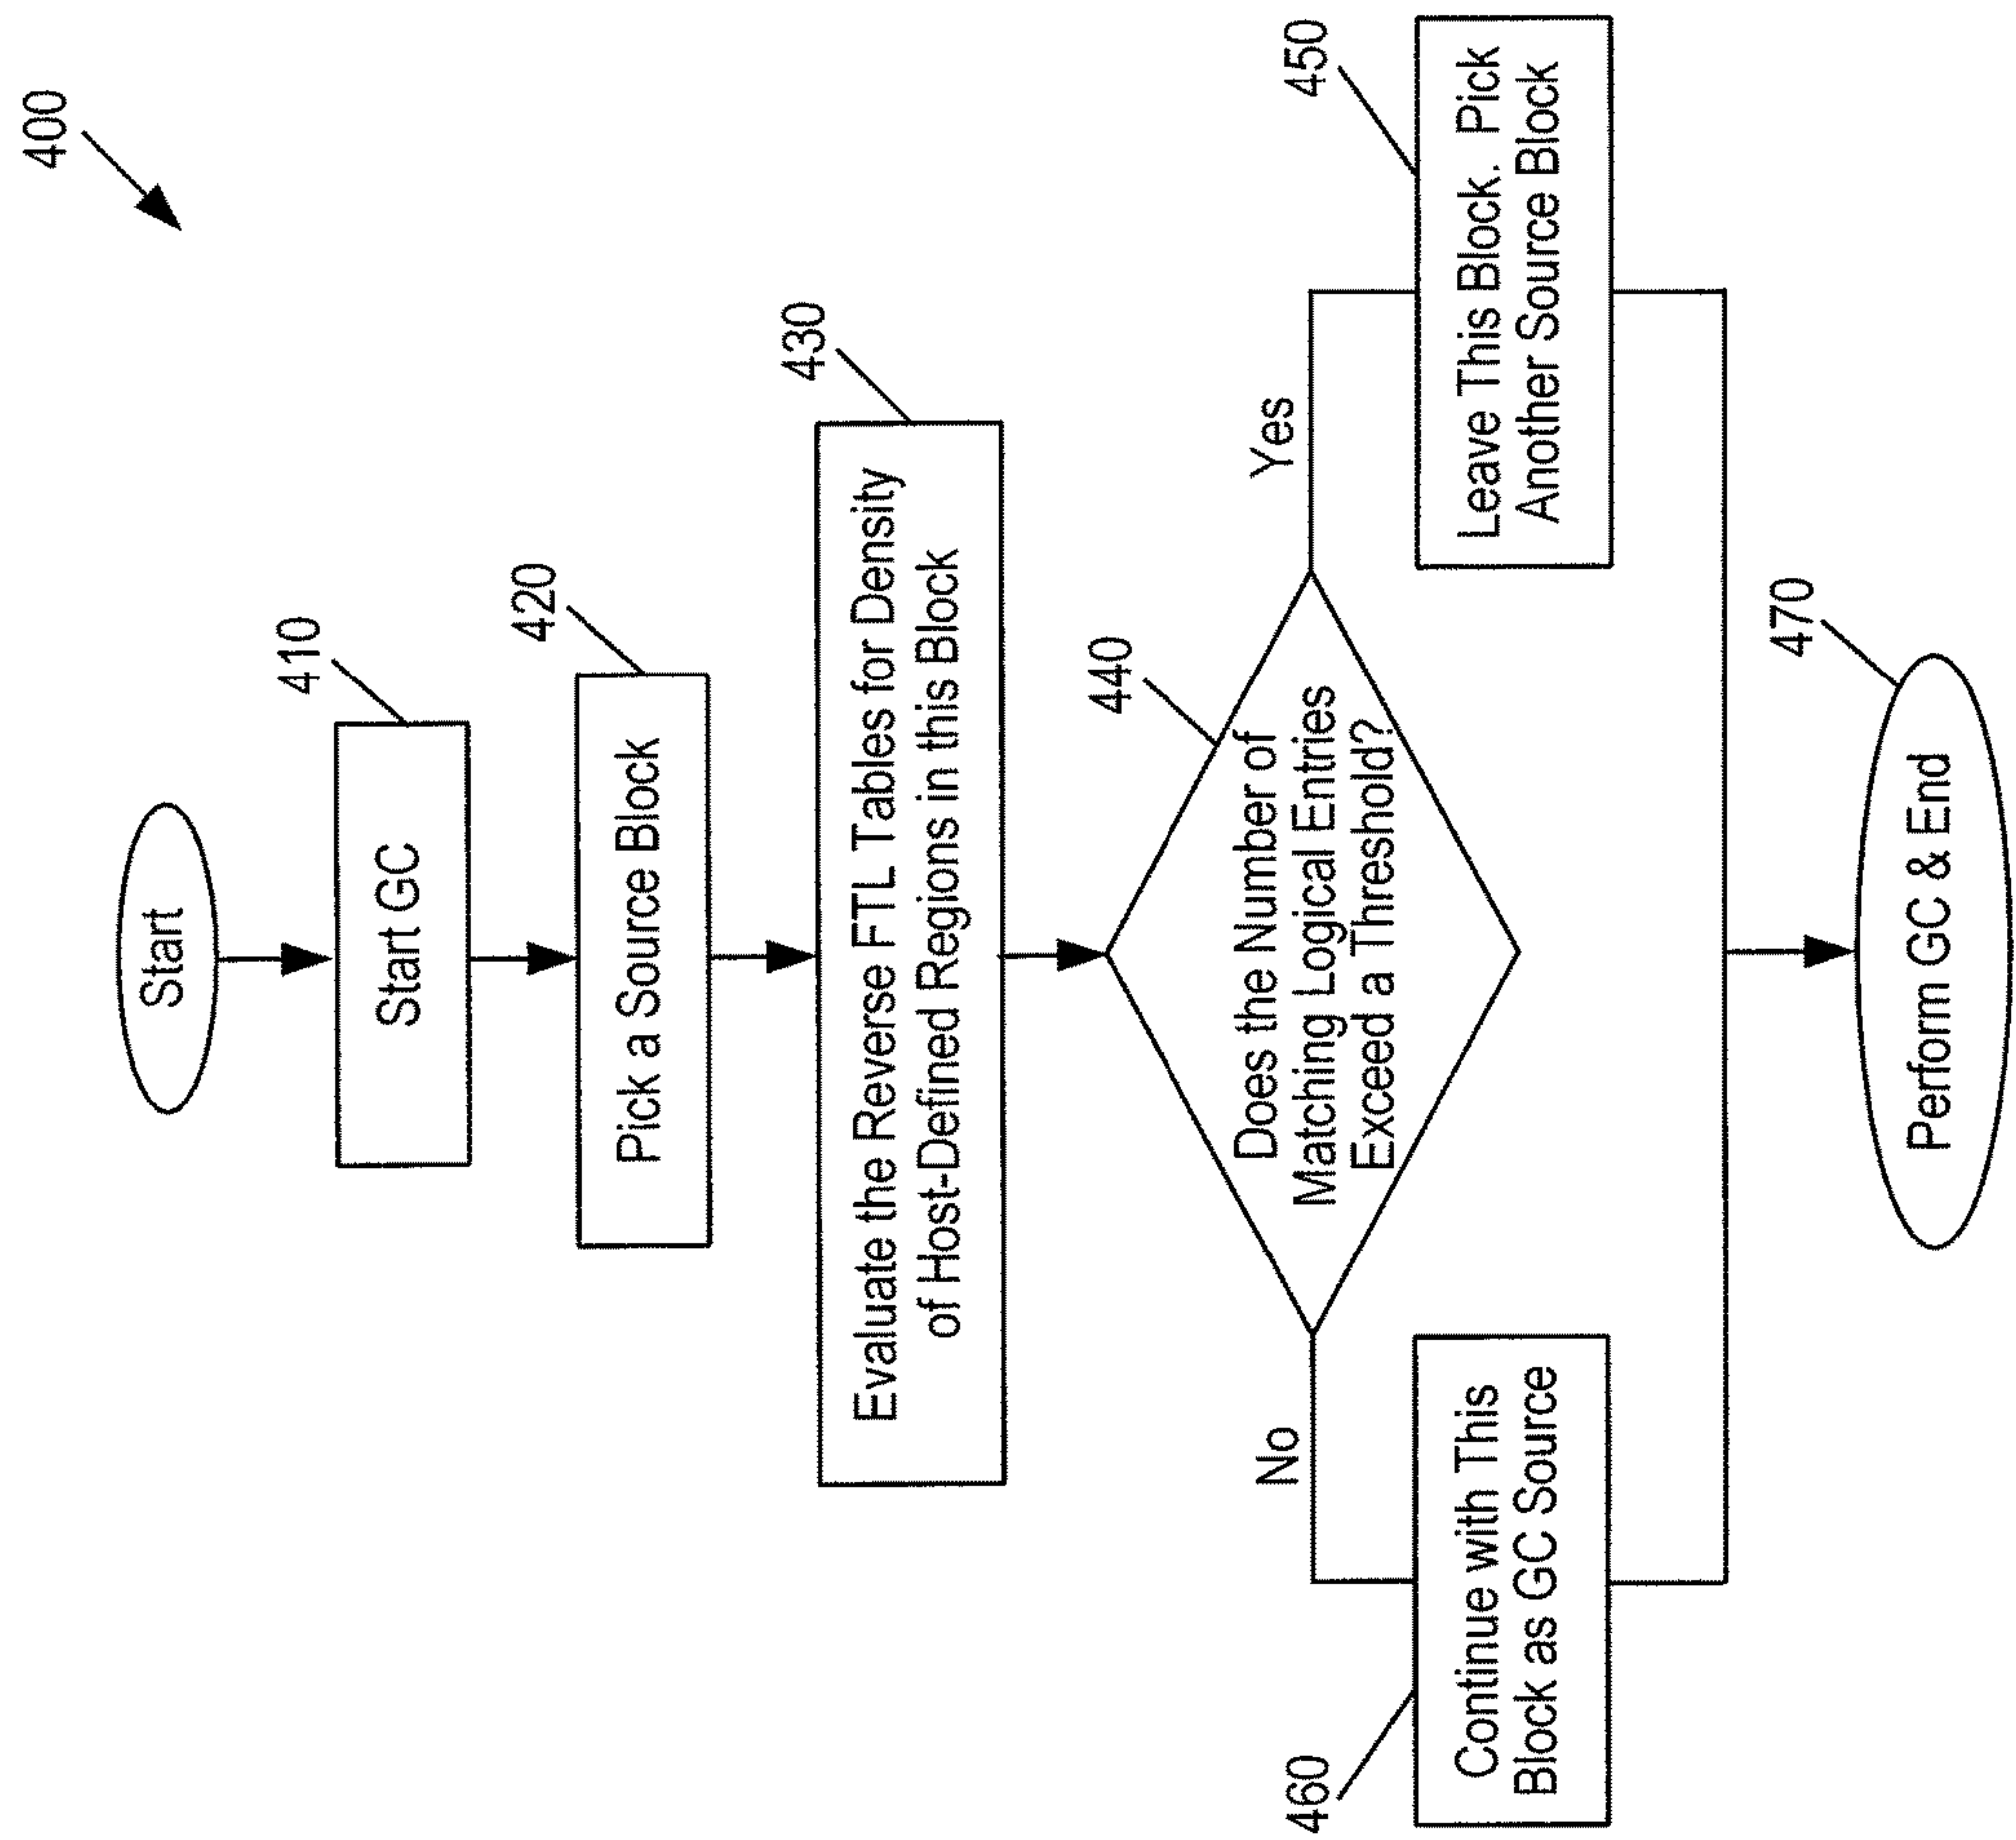 400
Start
410
Start GC
420
Pick a Source Block
430
Evaluate the Reverse FTL Tables for Density
of Host-Defined Regions in this Block
440
Does the Number of
Matching Logical Entries
Exceed a Threshold?
No
Yes
460
Continue with This
Block as GC Source
450
Leave This Block. Pick
Another Source Block
470
Perform GC & End